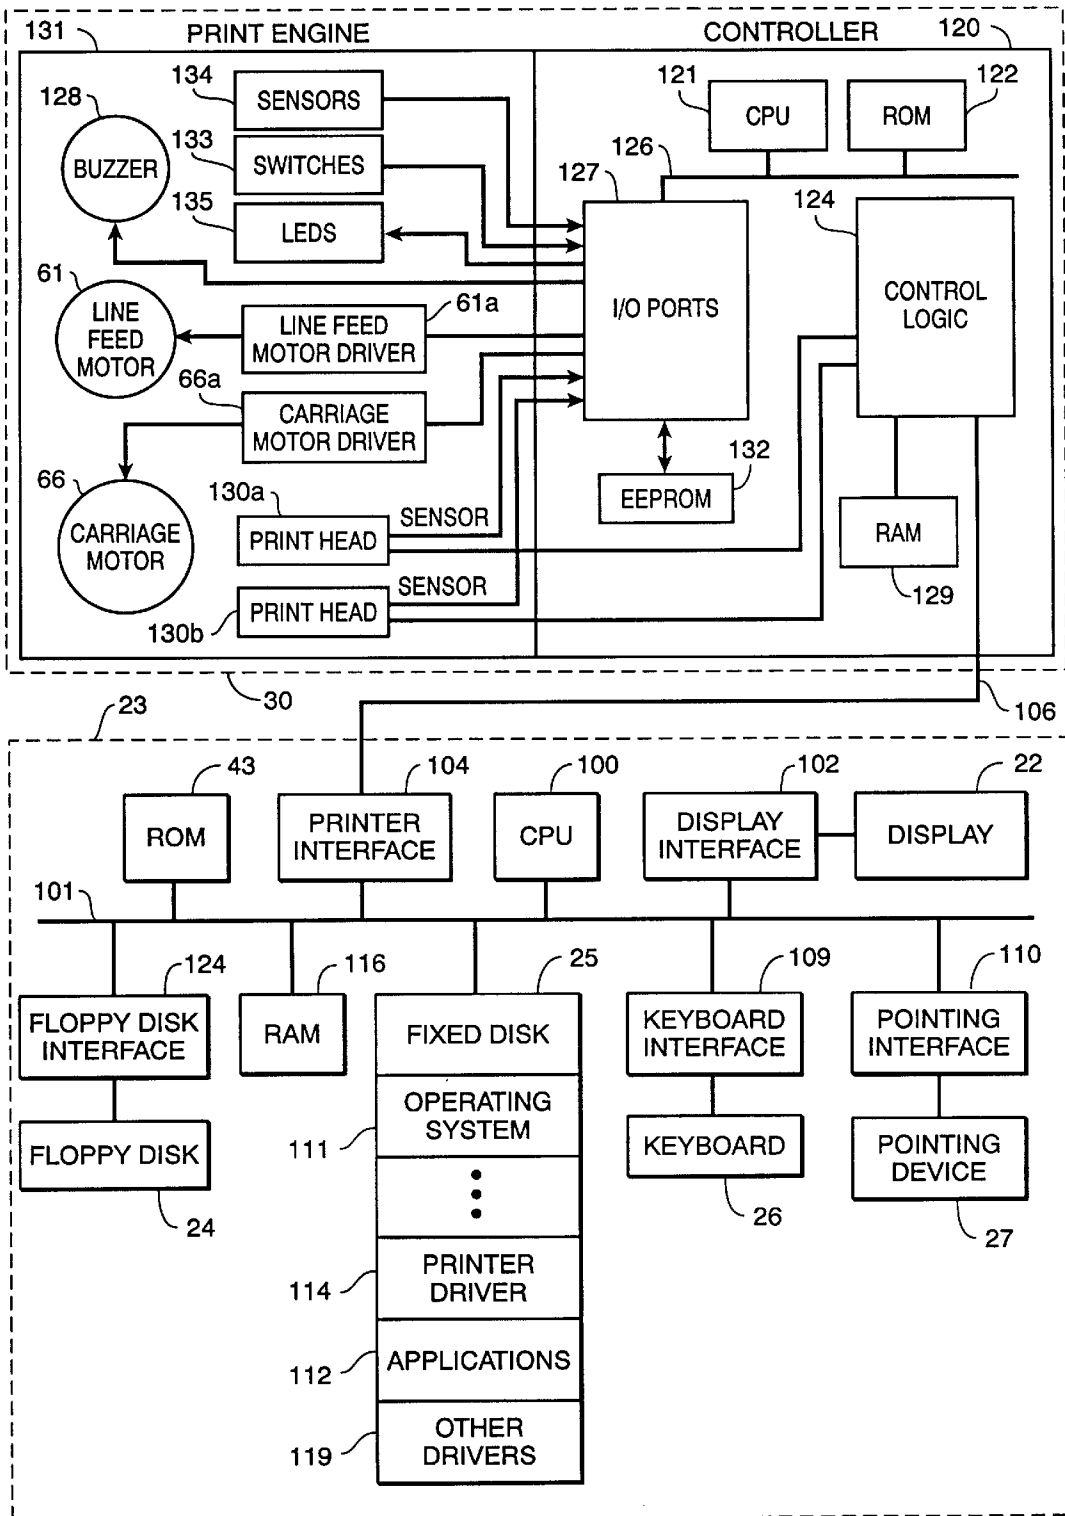 131
PRINT ENGINE
CONTROLLER
120
134
SENSORS
128
BUZZER
133
SWITCHES
135
LEDS
121
CPU
122
ROM
126
127
I/O PORTS
124
CONTROL
LOGIC
61
LINE
FEED
MOTOR
61a
LINE FEED
MOTOR DRIVER
66a
CARRIAGE
MOTOR DRIVER
66
CARRIAGE
MOTOR
130a
SENSOR
PRINT HEAD
SENSOR
PRINT HEAD
130b
132
EEPROM
RAM
129
30
106
23
43
ROM
104
PRINTER
INTERFACE
100
CPU
102
DISPLAY
INTERFACE
22
DISPLAY
101
124
FLOPPY DISK
INTERFACE
FLOPPY DISK
24
116
RAM
25
FIXED DISK
OPERATING
SYSTEM
111
PRINTER
DRIVER
114
APPLICATIONS
112
OTHER
DRIVERS
119
109
KEYBOARD
INTERFACE
KEYBOARD
26
110
POINTING
INTERFACE
POINTING
DEVICE
27